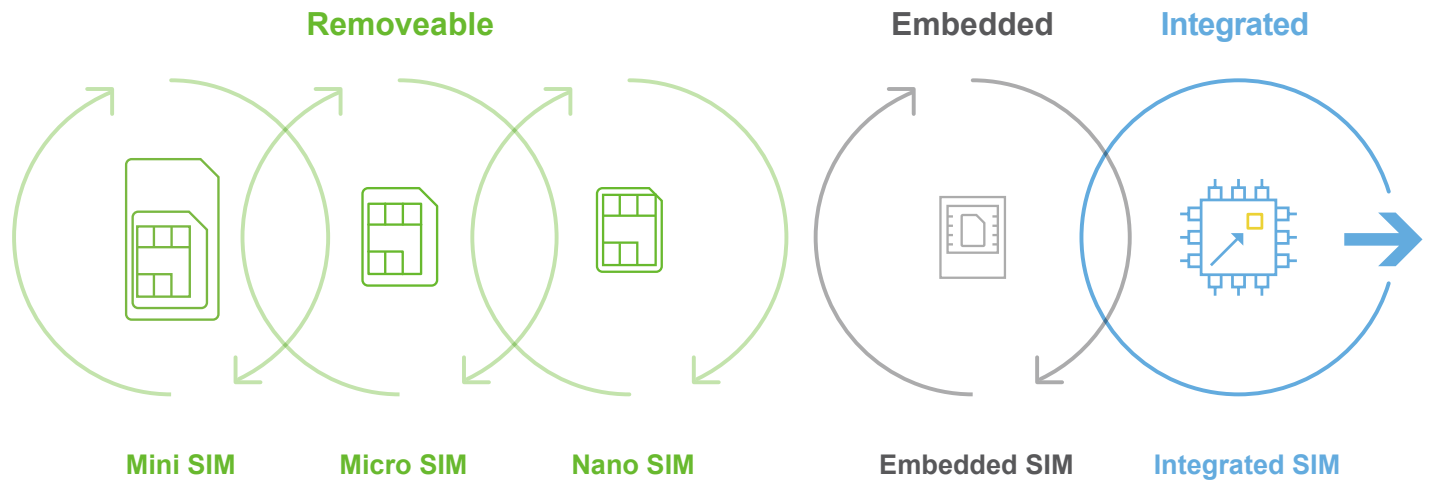 Removeable
Embedded
Integrated
Mini SIM
Micro SIM
Nano SIM
Embedded SIM
Integrated SIM